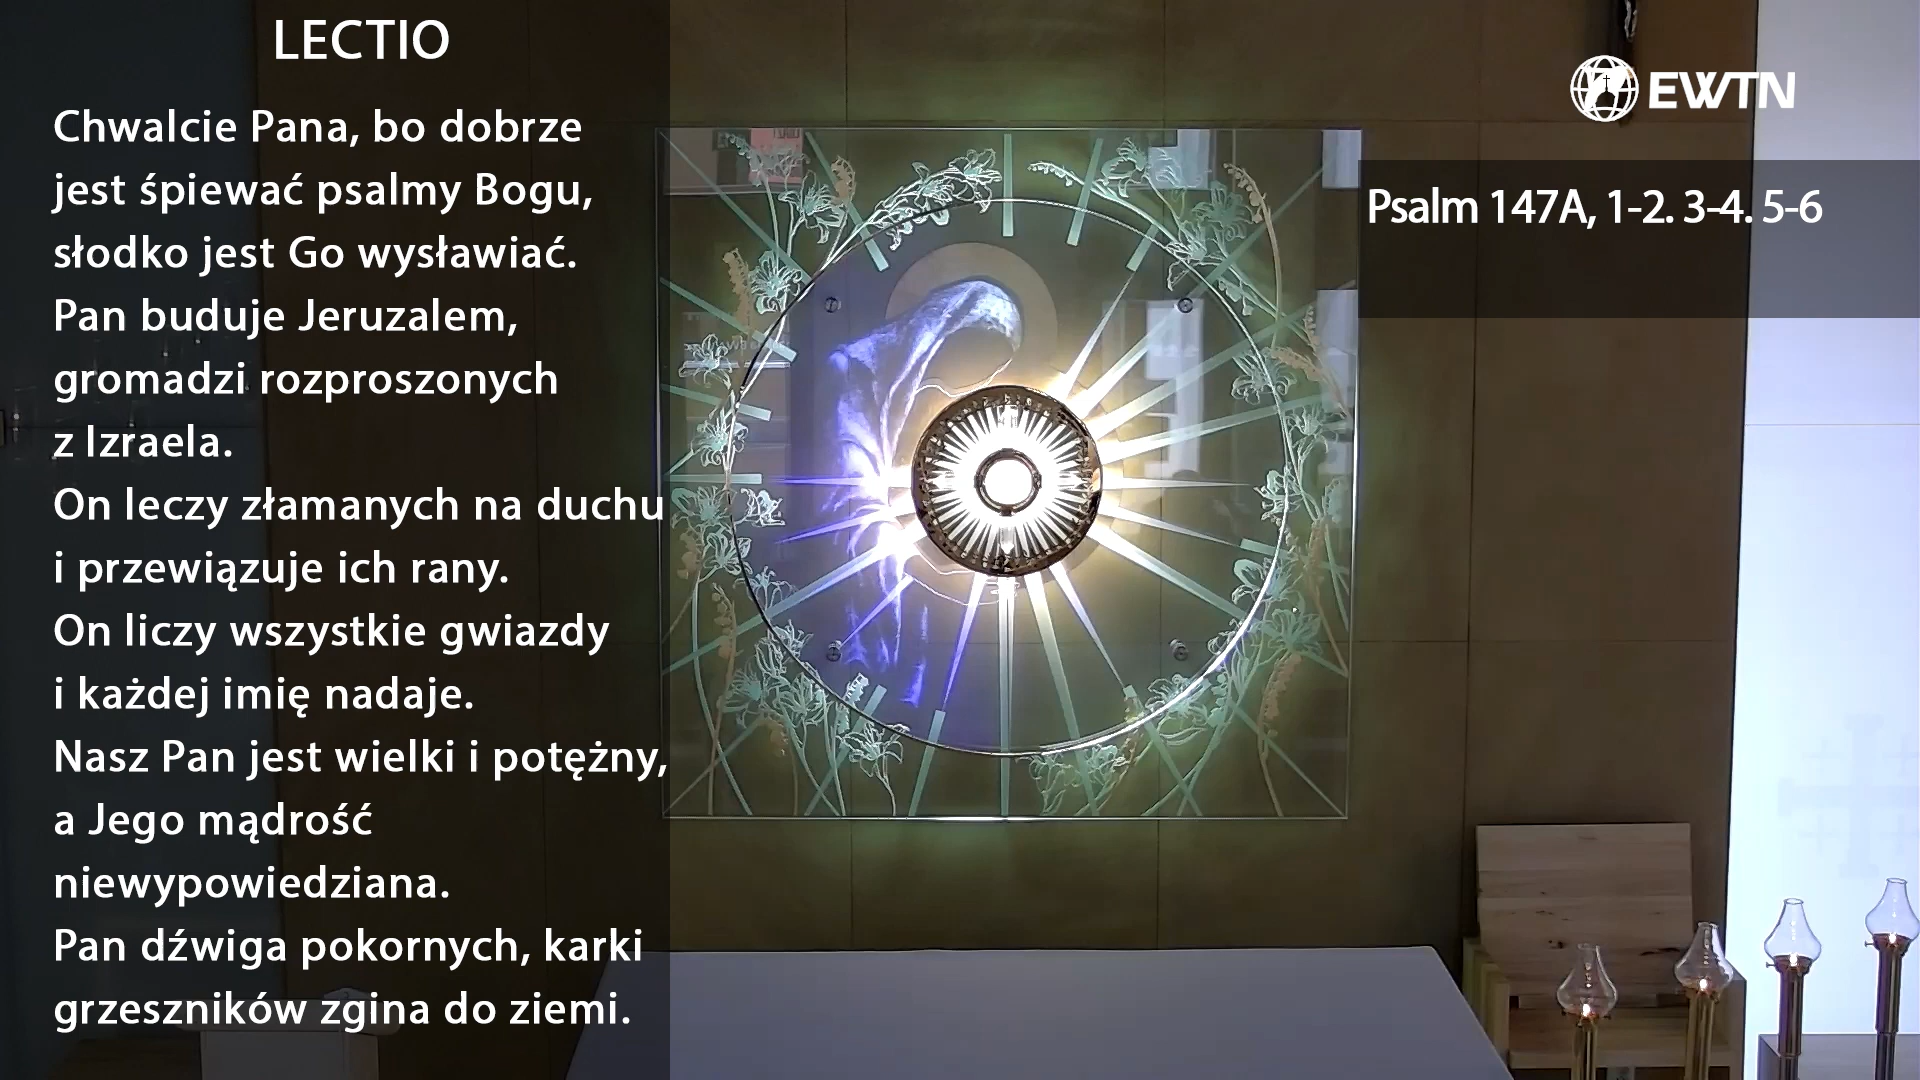 LECTIO
Chwalcie Pana, bo dobrze
jest śpiewać psalmy Bogu,
słodko jest Go wysławiać.
Pan buduje Jeruzalem,
gromadzi rozproszonych
z Izraela.
On leczy złamanych na duchu
i przewiązuje ich rany.
On liczy wszystkie gwiazdy
i każdej imię nadaje.
Nasz Pan jest wielki i potężny,
a Jego mądrość
niewypowiedziana.
Pan dźwiga pokornych, karki
grzeszników zgina do ziemi.
EWTN
Psalm 147A, 1-2. 3-4. 5-6